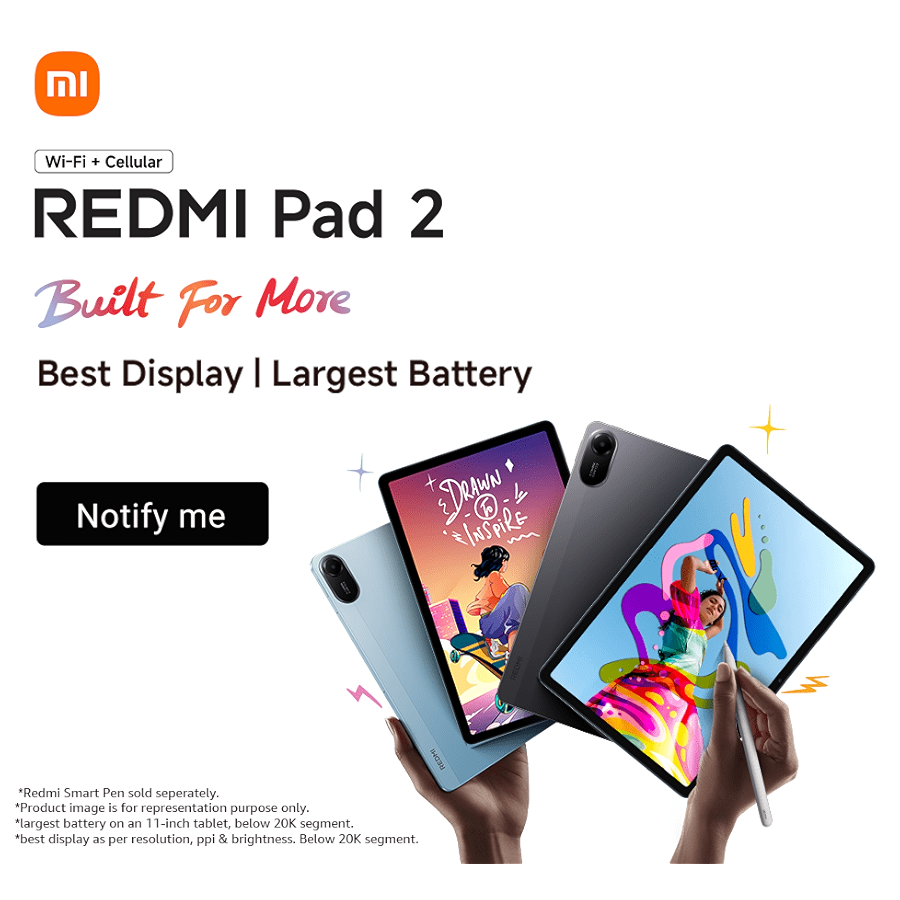 mi
Wi-Fi + Cellular
REDMI Pad 2
Built For More
Best Display | Largest Battery
Notify me
DRAWN
To
INSPIRE
REDMI
REDMI
*Redmi Smart Pen sold seperately.
*Product image is for representation purpose only.
*largest battery on an 11-inch tablet, below 20K segment.
*best display as per resolution, ppi & brightness. Below 20K segment.